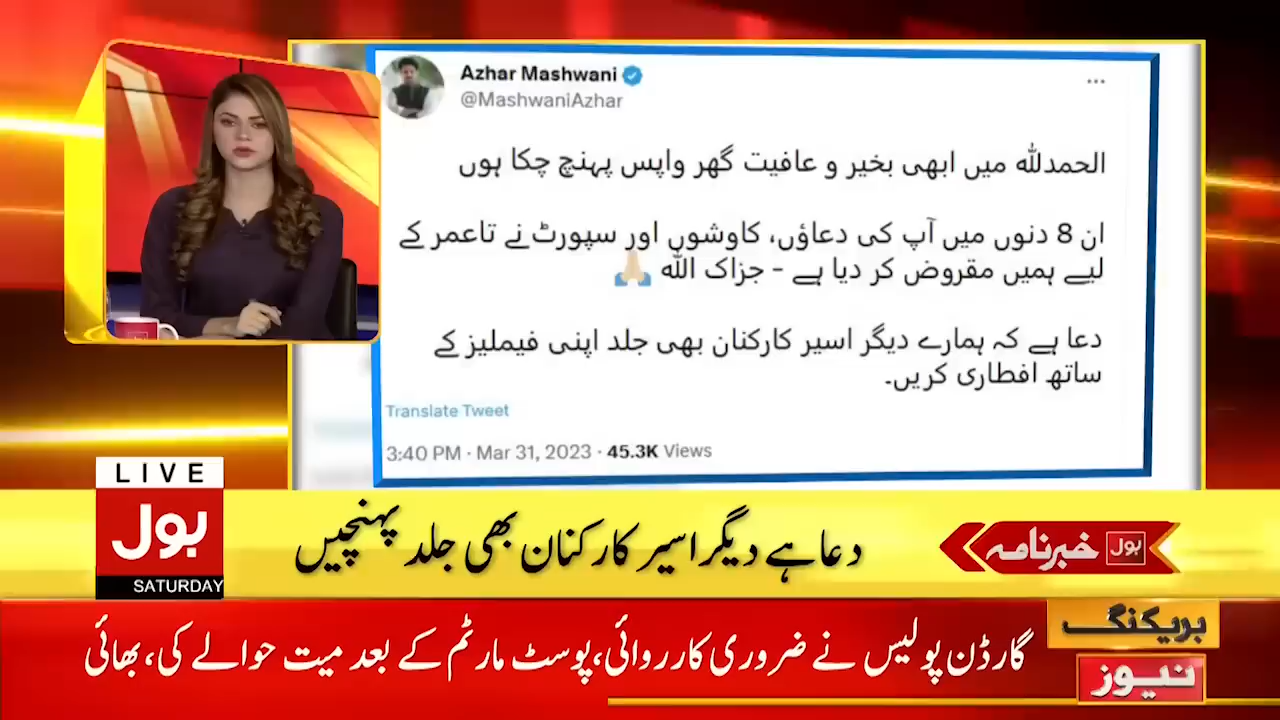 Azhar Mashwani
@MashwaniAzhar
الحمدللہ میں ابھی بخیر و عافیت گھر واپس پہنچ چکا ہوں
ان 8 دنوں میں آپ کی دعاؤں، کاوشوں اور سپورٹ نے تاعمر کے
لیے ہمیں مقروض کر دیا ہے - جزاک اللہ 🙏🏼
دعا ہے کہ ہمارے دیگر اسیر کارکنان بھی جلد اپنی فیملیز کے
ساتھ افطاری کریں۔
Translate Tweet
3:40 PM · Mar 31, 2023 · 45.3K Views
LIVE
بول
SATURDAY
دعا ہے دیگر اسیر کارکنان بھی جلد پہنچیں
بول خبرنامہ
بریکنگ
نیوز
گارڈن پولیس نے ضروری کارروائی، پوسٹ مارٹم کے بعد میت حوالے کی، بھائی